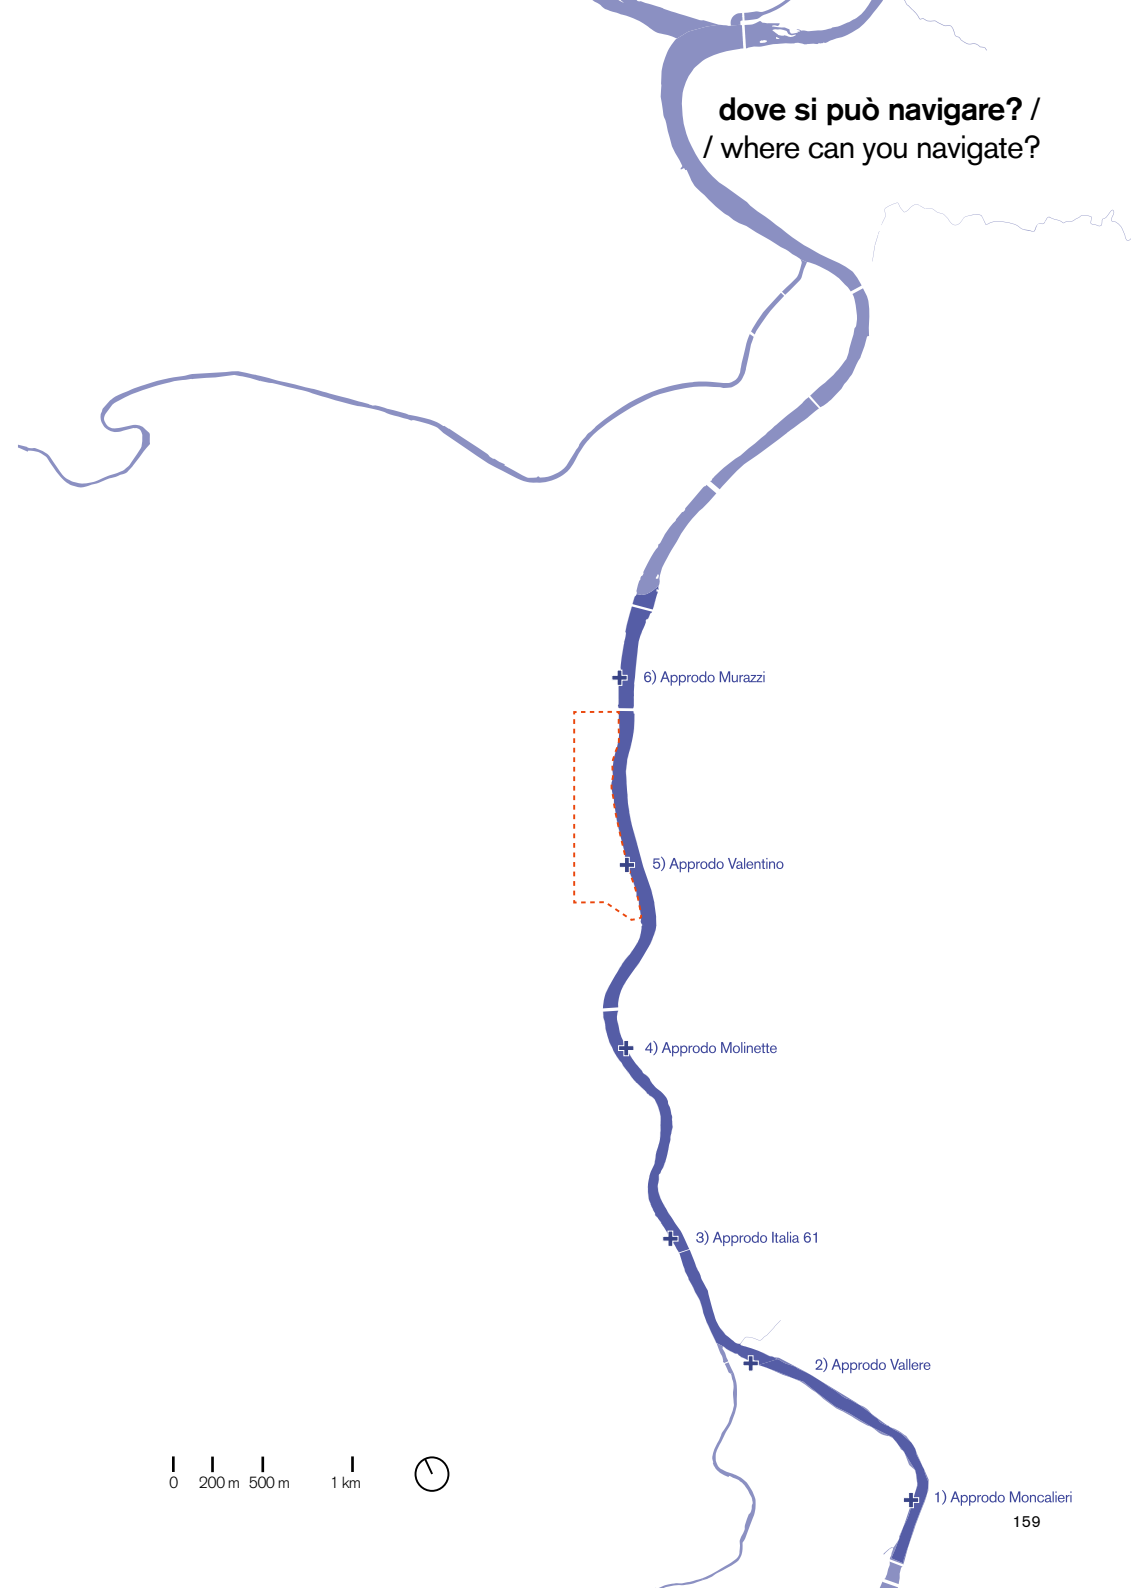 dove si può navigare? /
/ where can you navigate?
6) Approdo Murazzi
5) Approdo Valentino
4) Approdo Molinette
3) Approdo Italia 61
2) Approdo Vallere
1) Approdo Moncalieri
0 200 m 500 m 1 km
159